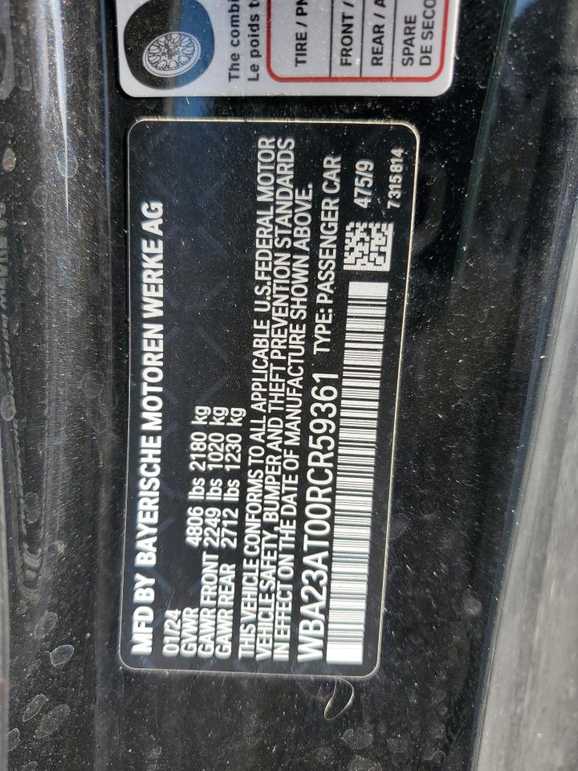 The combi
Le poids to
TIRE / PN
FRONT /
REAR / A
SPARE
DE SECO
MFD BY BAYERISCHE MOTOREN WERKE AG
01/24
GVWR 4806 lbs 2180 kg
GAWR FRONT 2249 lbs 1020 kg
GAWR REAR 2712 lbs 1230 kg
THIS VEHICLE CONFORMS TO ALL APPLICABLE U.S.FEDERAL MOTOR
VEHICLE SAFETY, BUMPER AND THEFT PREVENTION STANDARDS
IN EFFECT ON THE DATE OF MANUFACTURE SHOWN ABOVE.
WBA23AT00RCR59361 TYPE: PASSENGER CAR
475/9
7315814